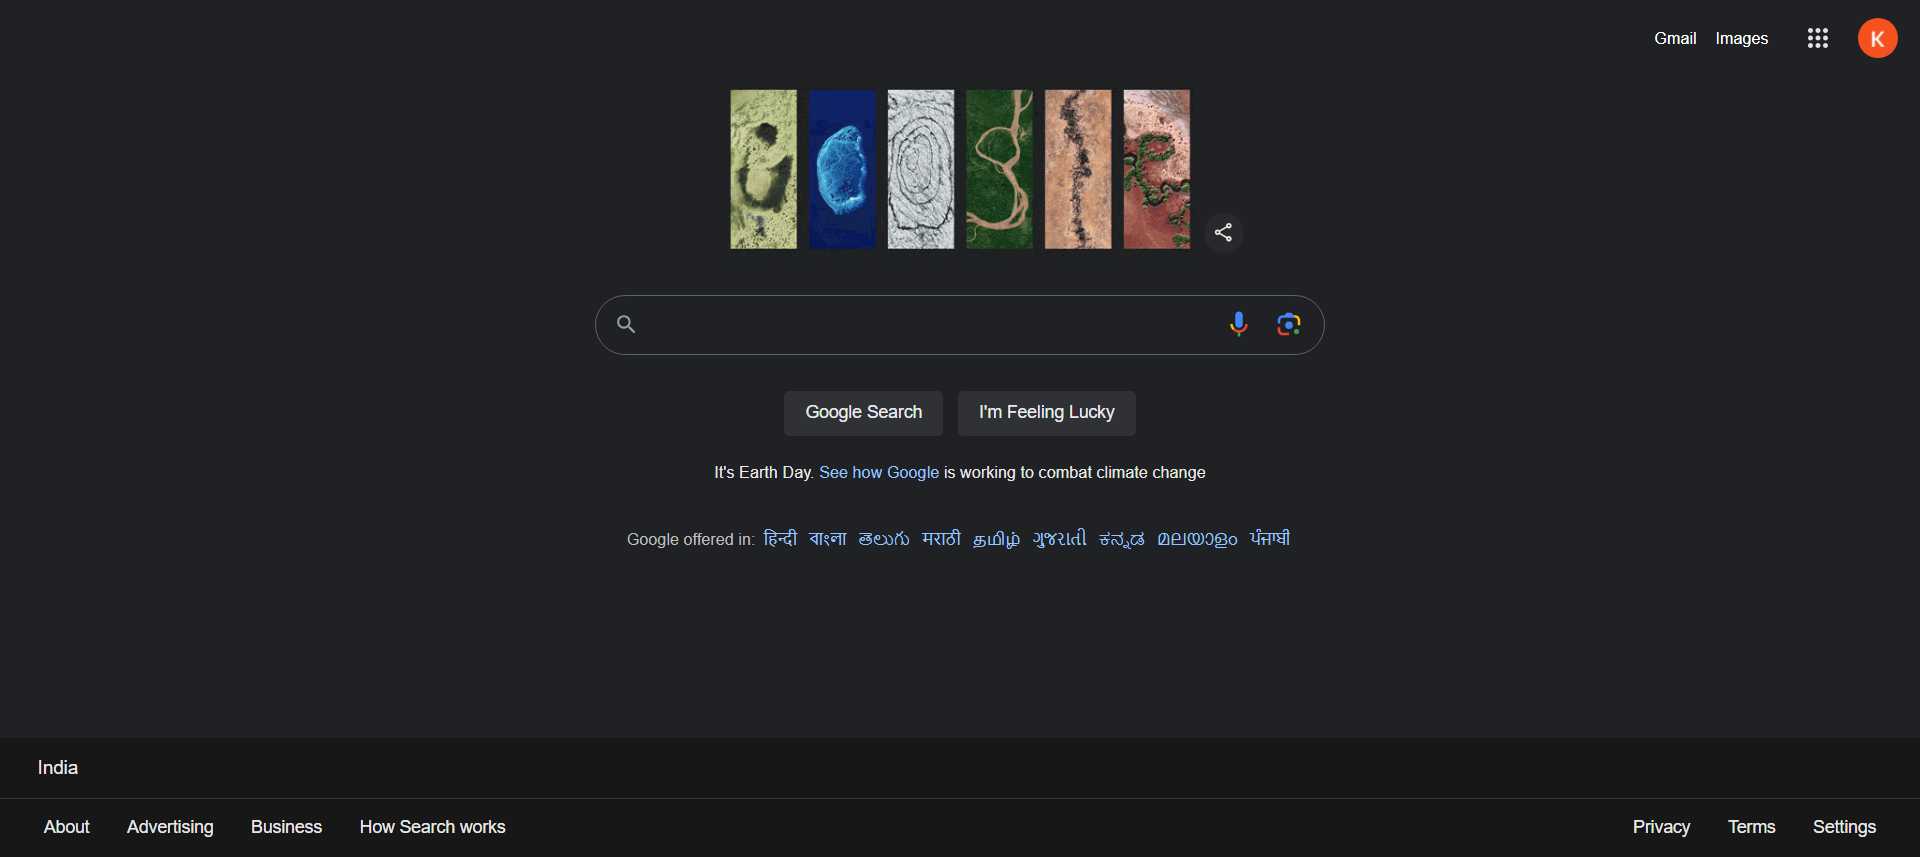 Gmail Images K
Google Search I'm Feeling Lucky
It's Earth Day. See how Google is working to combat climate change
Google offered in: हिन्दी বাংলা తెలుగు मराठी தமிழ் ગુજરાતી ಕನ್ನಡ മലയാളം ਪੰਜਾਬੀ
India
About Advertising Business How Search works Privacy Terms Settings